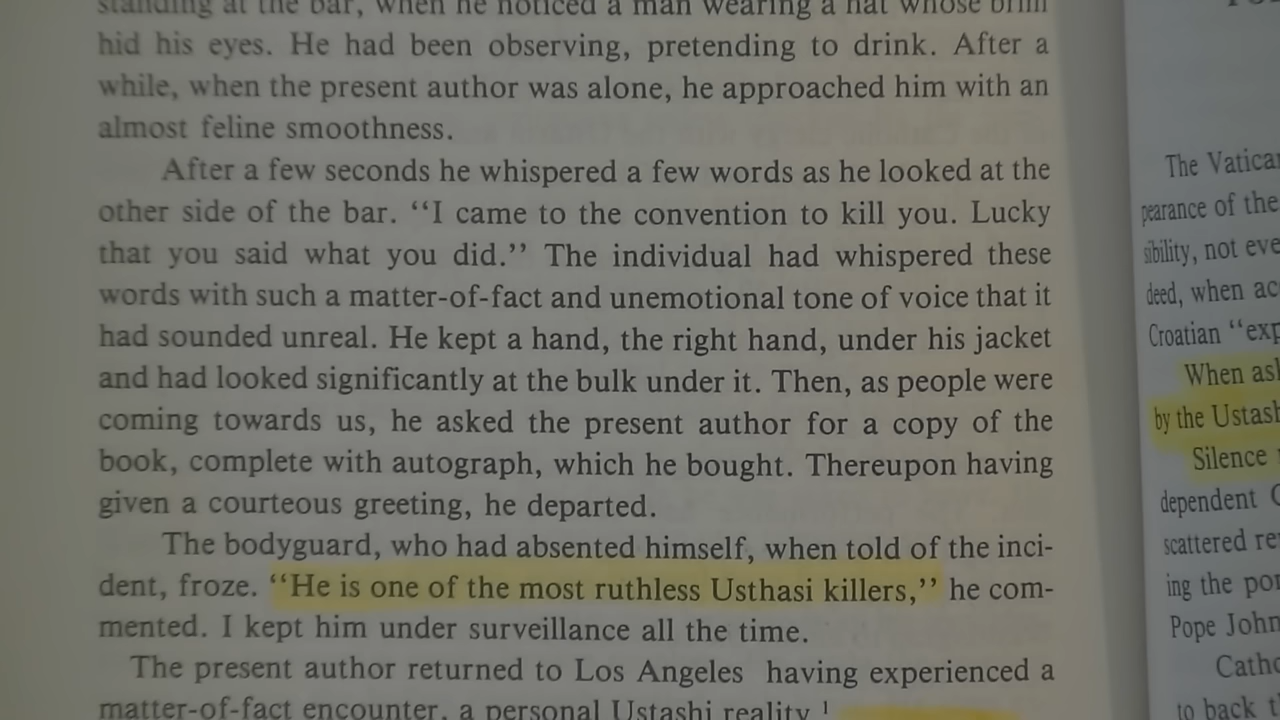 standing at the bar, when he noticed a man wearing a hat whose brim
hid his eyes. He had been observing, pretending to drink. After a
while, when the present author was alone, he approached him with an
almost feline smoothness.
After a few seconds he whispered a few words as he looked at the
other side of the bar. “I came to the convention to kill you. Lucky
that you said what you did.” The individual had whispered these
words with such a matter-of-fact and unemotional tone of voice that it
had sounded unreal. He kept a hand, the right hand, under his jacket
and had looked significantly at the bulk under it. Then, as people were
coming towards us, he asked the present author for a copy of the
book, complete with autograph, which he bought. Thereupon having
given a courteous greeting, he departed.
The bodyguard, who had absented himself, when told of the inci-
dent, froze. “He is one of the most ruthless Usthasi killers,” he com-
mented. I kept him under surveillance all the time.
The present author returned to Los Angeles having experienced a
matter-of-fact encounter, a personal Ustashi reality.¹
The Vatica
pearance of the
sibility, not eve
deed, when ac
Croatian “exp
When as
by the Ustas
Silence
dependent
scattered re
ing the po
Pope John
Catho
to back t